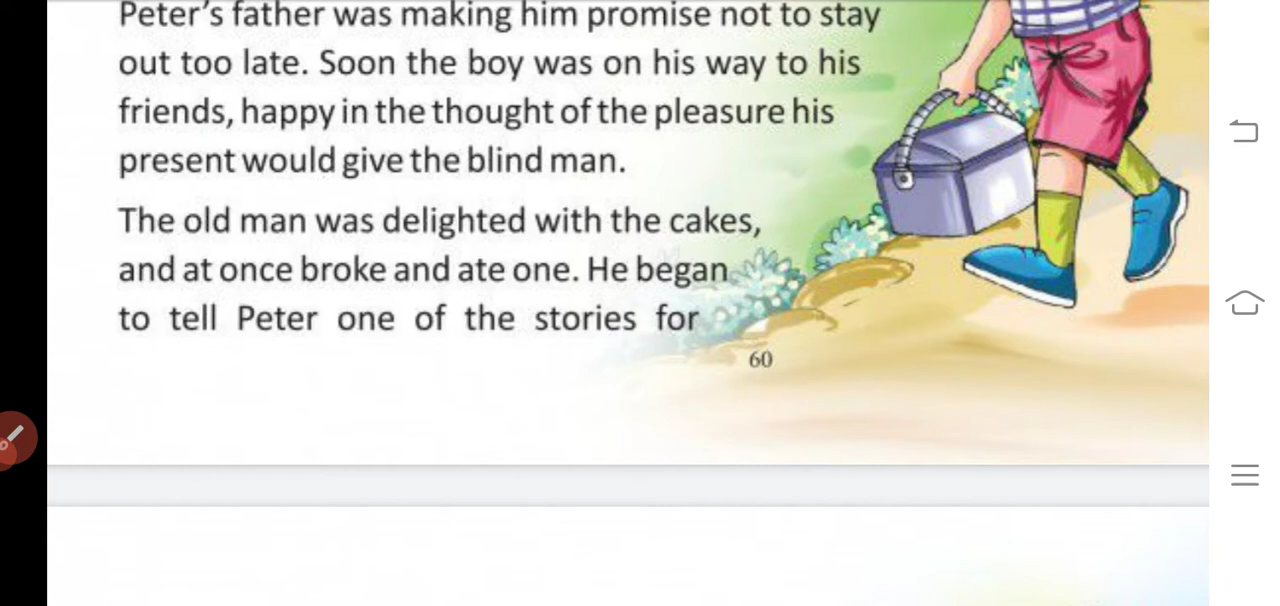 Peter's father was making him promise not to stay
out too late. Soon the boy was on his way to his
friends, happy in the thought of the pleasure his
present would give the blind man.
The old man was delighted with the cakes,
and at once broke and ate one. He began
to tell Peter one of the stories for
60